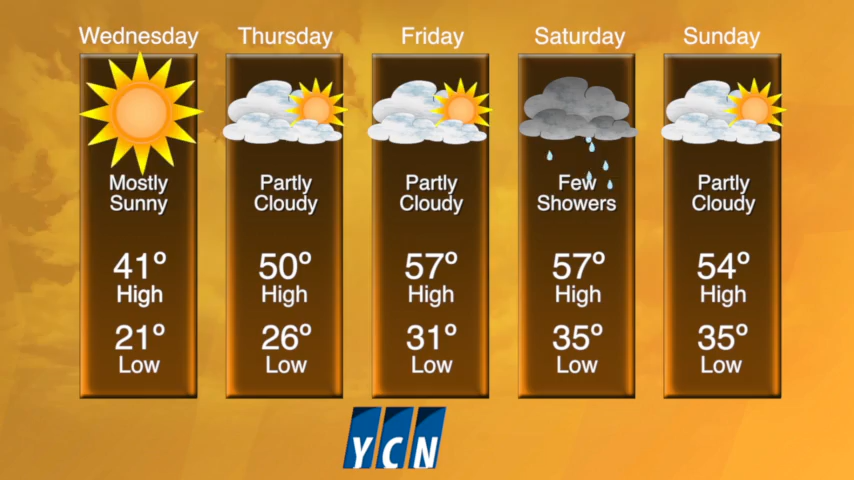 Wednesday
Mostly
Sunny
41º
High
21º
Low
Thursday
Partly
Cloudy
50º
High
26º
Low
Friday
Partly
Cloudy
57º
High
31º
Low
Saturday
Few
Showers
57º
High
35º
Low
Sunday
Partly
Cloudy
54º
High
35º
Low
YCN